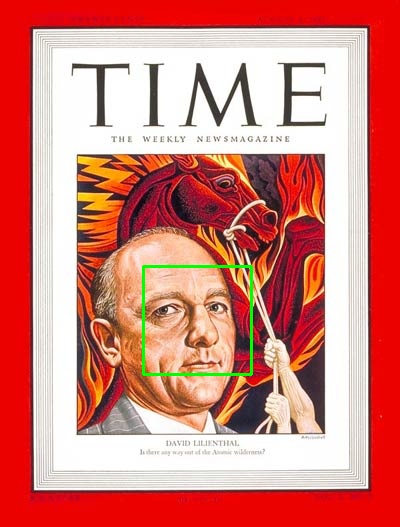 TIME
THE WEEKLY NEWSMAGAZINE
DAVID LILIENTHAL
Is there any way out of the Atomic wilderness?